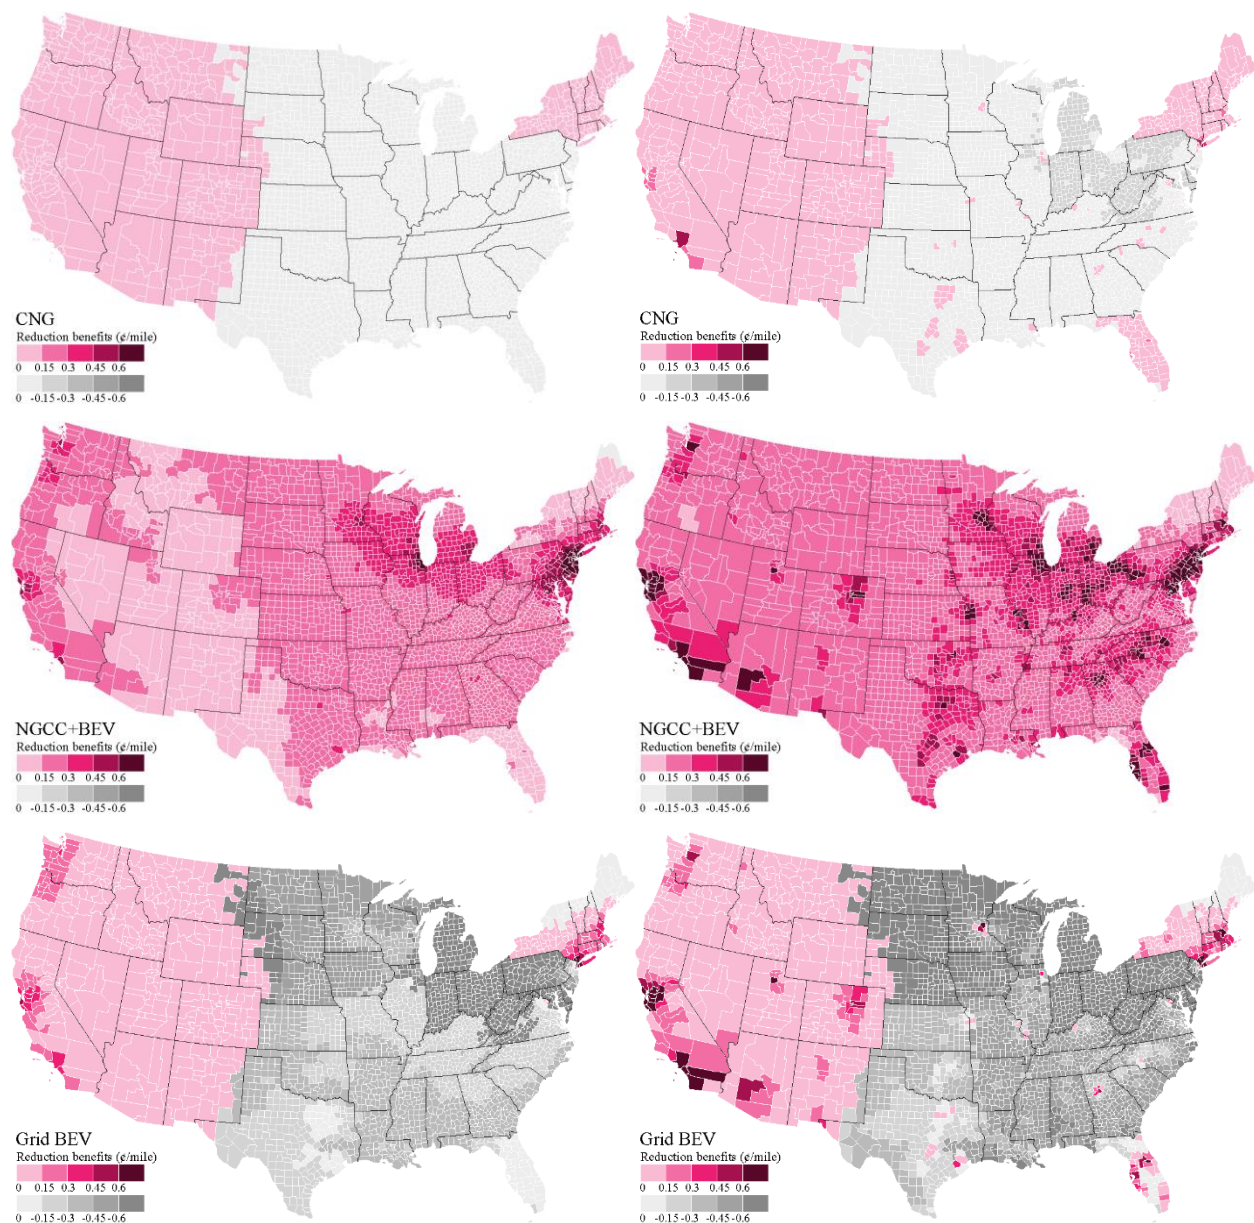 CNG
Reduction benefits (¢/mile)
0 0.15 0.3 0.45 0.6
0 -0.15 -0.3 -0.45 -0.6
CNG
Reduction benefits (¢/mile)
0 0.15 0.3 0.45 0.6
0 -0.15 -0.3 -0.45 -0.6
NGCC+BEV
Reduction benefits (¢/mile)
0 0.15 0.3 0.45 0.6
0 -0.15 -0.3 -0.45 -0.6
NGCC+BEV
Reduction benefits (¢/mile)
0 0.15 0.3 0.45 0.6
0 -0.15 -0.3 -0.45 -0.6
Grid BEV
Reduction benefits (¢/mile)
0 0.15 0.3 0.45 0.6
0 -0.15 -0.3 -0.45 -0.6
Grid BEV
Reduction benefits (¢/mile)
0 0.15 0.3 0.45 0.6
0 -0.15 -0.3 -0.45 -0.6